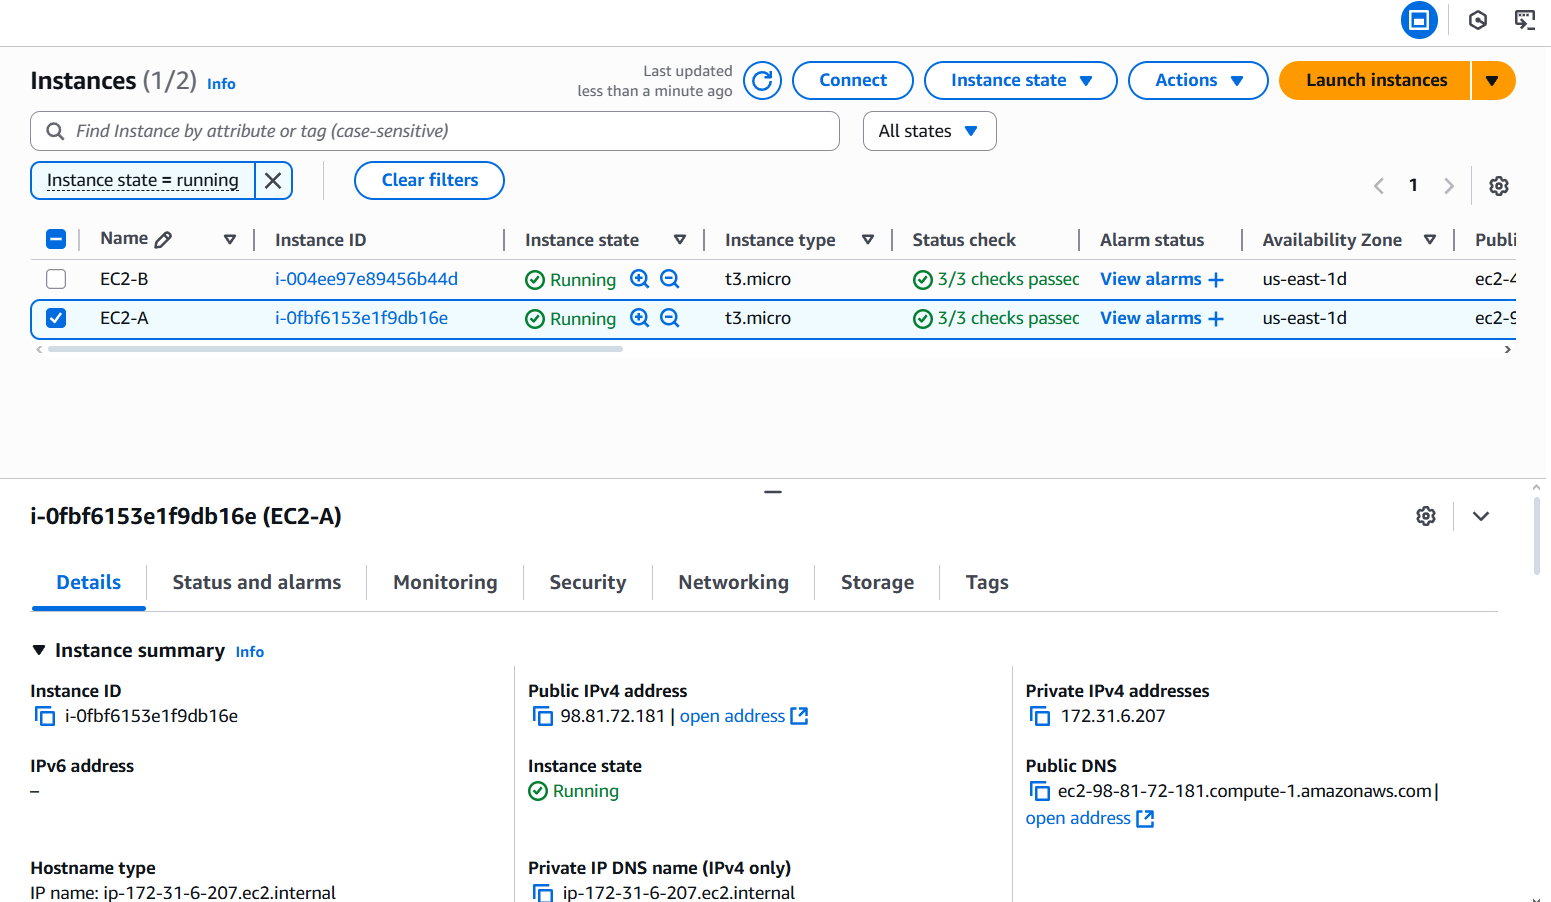 Instances (1/2) Info
Last updated
less than a minute ago
Connect
Instance state
Actions
Launch instances
Find Instance by attribute or tag (case-sensitive)
All states
Instance state = running
Clear filters
1
Name Instance ID Instance state Instance type Status check Alarm status Availability Zone Publi
EC2-B i-004ee97e89456b44d Running t3.micro 3/3 checks passec View alarms + us-east-1d ec2-4
EC2-A i-0fbf6153e1f9db16e Running t3.micro 3/3 checks passec View alarms + us-east-1d ec2-9
i-0fbf6153e1f9db16e (EC2-A)
Details Status and alarms Monitoring Security Networking Storage Tags
Instance summary Info
Instance ID
i-0fbf6153e1f9db16e
Public IPv4 address
98.81.72.181 | open address
Private IPv4 addresses
172.31.6.207
IPv6 address
–
Instance state
Running
Public DNS
ec2-98-81-72-181.compute-1.amazonaws.com |
open address
Hostname type
IP name: ip-172-31-6-207.ec2.internal
Private IP DNS name (IPv4 only)
ip-172-31-6-207.ec2.internal